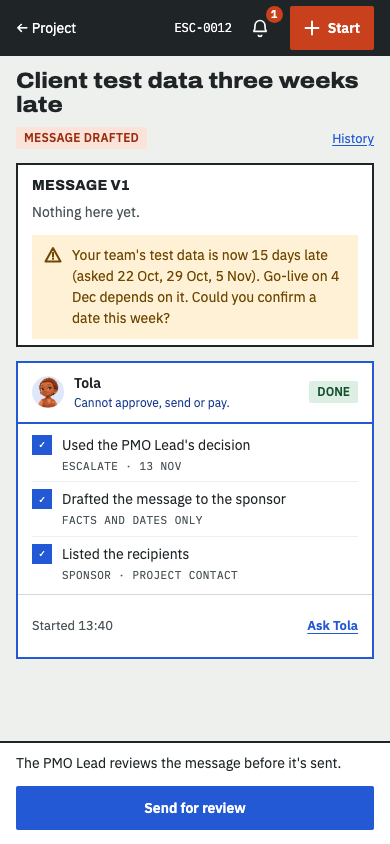 ← Project
ESC-0012
1
+ Start
Client test data three weeks
late
MESSAGE DRAFTED
History
MESSAGE V1
Nothing here yet.
Your team's test data is now 15 days late
(asked 22 Oct, 29 Oct, 5 Nov). Go-live on 4
Dec depends on it. Could you confirm a
date this week?
Tola
Cannot approve, send or pay.
DONE
✓ Used the PMO Lead's decision
ESCALATE · 13 NOV
✓ Drafted the message to the sponsor
FACTS AND DATES ONLY
✓ Listed the recipients
SPONSOR · PROJECT CONTACT
Started 13:40
Ask Tola
The PMO Lead reviews the message before it's sent.
Send for review